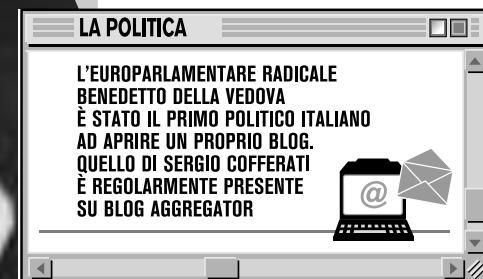 LA POLITICA
L'EUROPARLAMENTARE RADICALE
BENEDETTO DELLA VEDOVA
È STATO IL PRIMO POLITICO ITALIANO
AD APRIRE UN PROPRIO BLOG.
QUELLO DI SERGIO COFFERATI
È REGOLARMENTE PRESENTE
SU BLOG AGGREGATOR
@